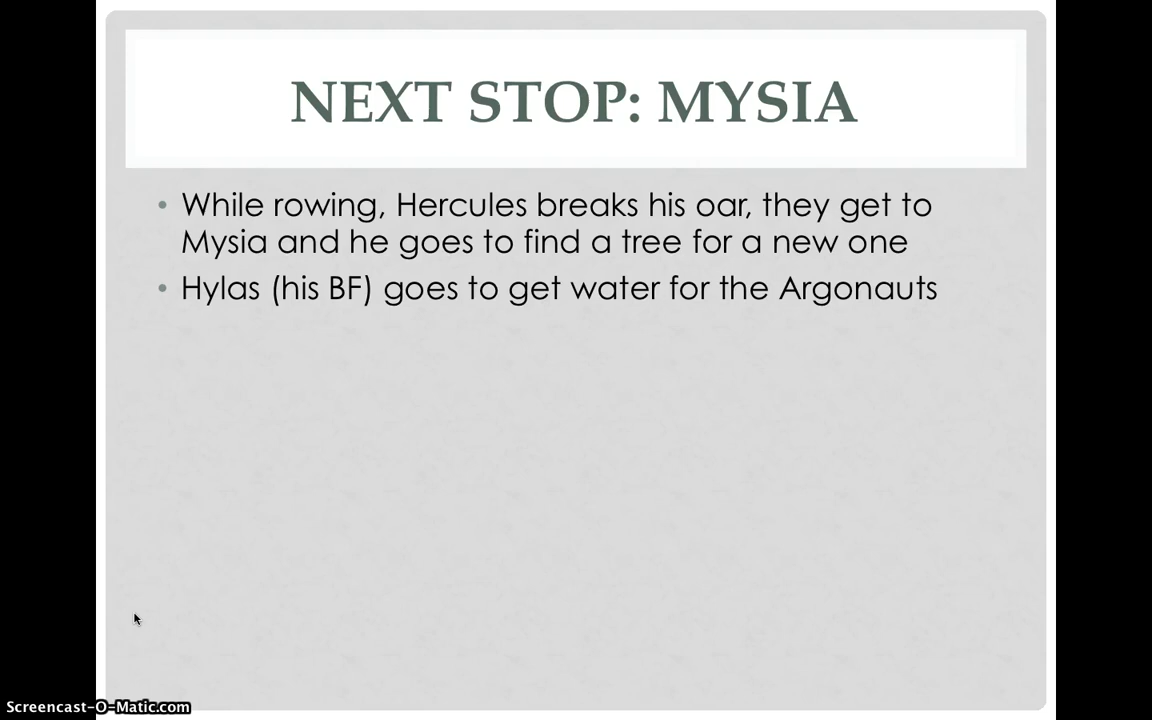 NEXT STOP: MYSIA
• While rowing, Hercules breaks his oar, they get to
Mysia and he goes to find a tree for a new one
• Hylas (his BF) goes to get water for the Argonauts
Screencast-O-Matic.com